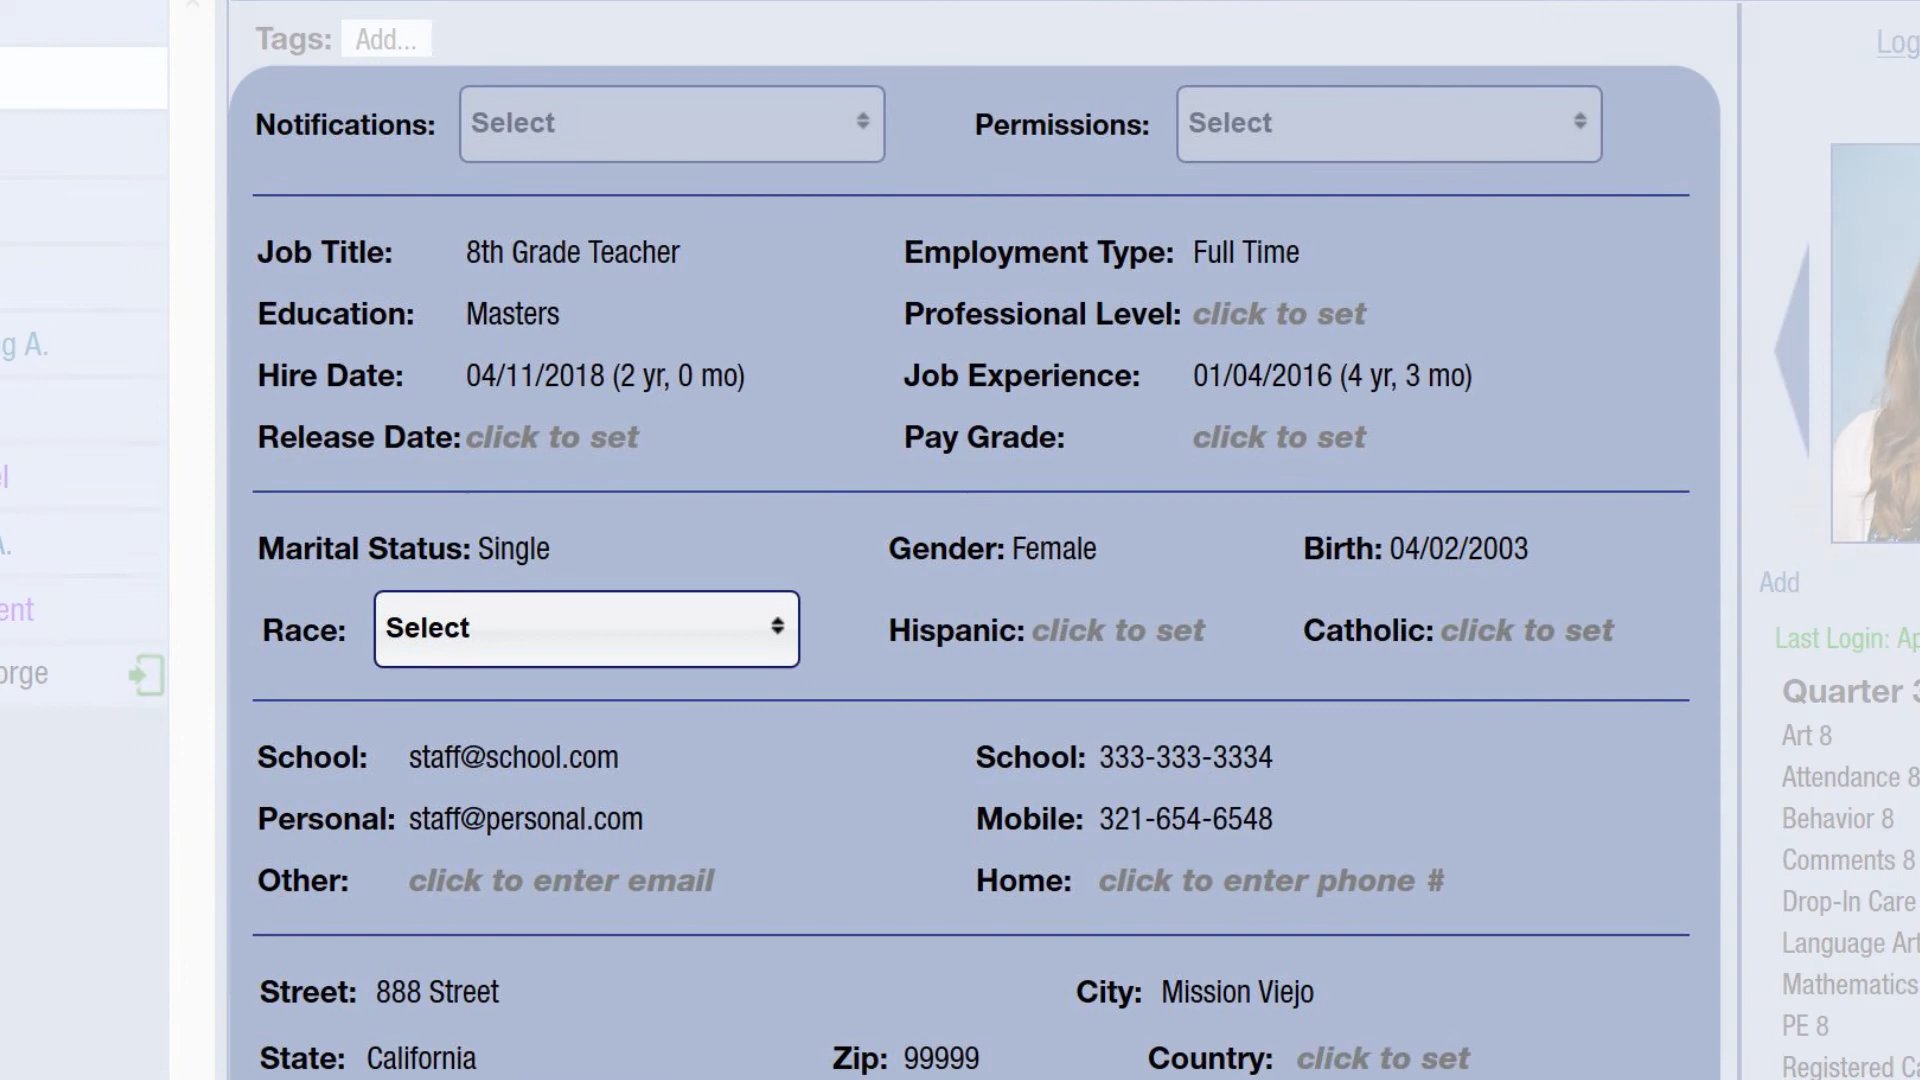 Tags: Add...
Log
Notifications: Select Permissions: Select
Job Title: 8th Grade Teacher Employment Type: Full Time
Education: Masters Professional Level: click to set
g A.
Hire Date: 04/11/2018 (2 yr, 0 mo) Job Experience: 01/04/2016 (4 yr, 3 mo)
Release Date: click to set Pay Grade: click to set
el
Marital Status: Single Gender: Female Birth: 04/02/2003
A.
Add
ent
Race: Select Hispanic: click to set Catholic: click to set
Last Login: Ap
orge
Quarter 3
Art 8
School: staff@school.com School: 333-333-3334
Attendance 8
Personal: staff@personal.com Mobile: 321-654-6548
Behavior 8
Comments 8
Other: click to enter email Home: click to enter phone #
Drop-In Care
Language Art
Mathematics
Street: 888 Street City: Mission Viejo
PE 8
State: California Zip: 99999 Country: click to set
Registered Ca